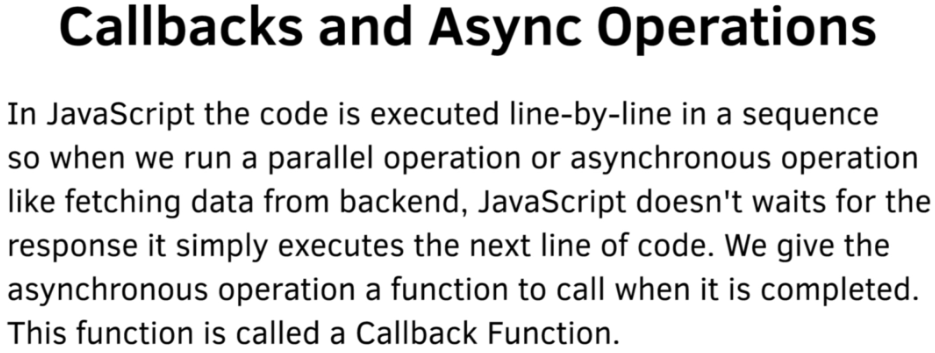 Callbacks and Async Operations
In JavaScript the code is executed line-by-line in a sequence
so when we run a parallel operation or asynchronous operation
like fetching data from backend, JavaScript doesn't waits for the
response it simply executes the next line of code. We give the
asynchronous operation a function to call when it is completed.
This function is called a Callback Function.